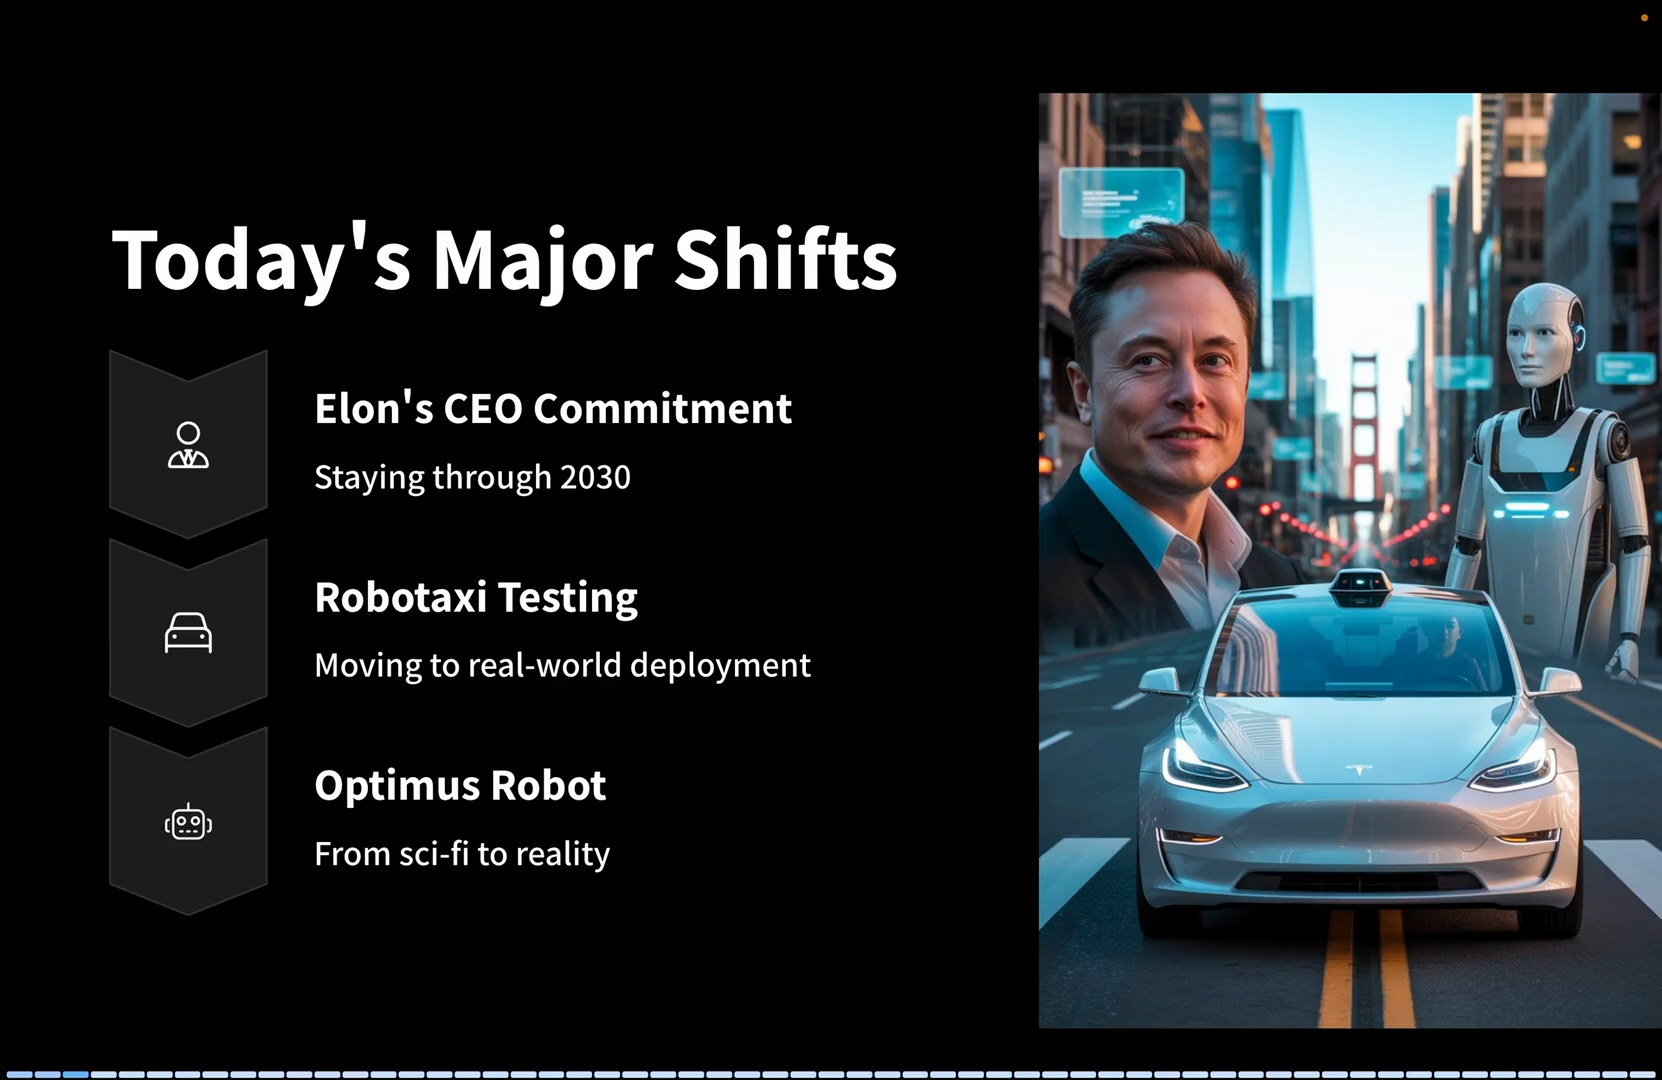 Today's Major Shifts
Elon's CEO Commitment
Staying through 2030
Robotaxi Testing
Moving to real-world deployment
Optimus Robot
From sci-fi to reality